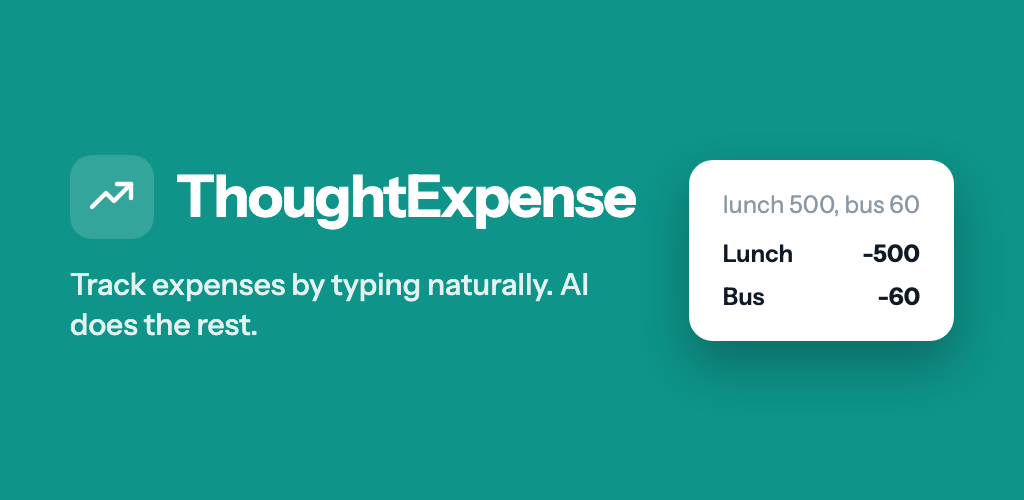 ThoughtExpense
Track expenses by typing naturally. AI
does the rest.
lunch 500, bus 60
Lunch -500
Bus -60